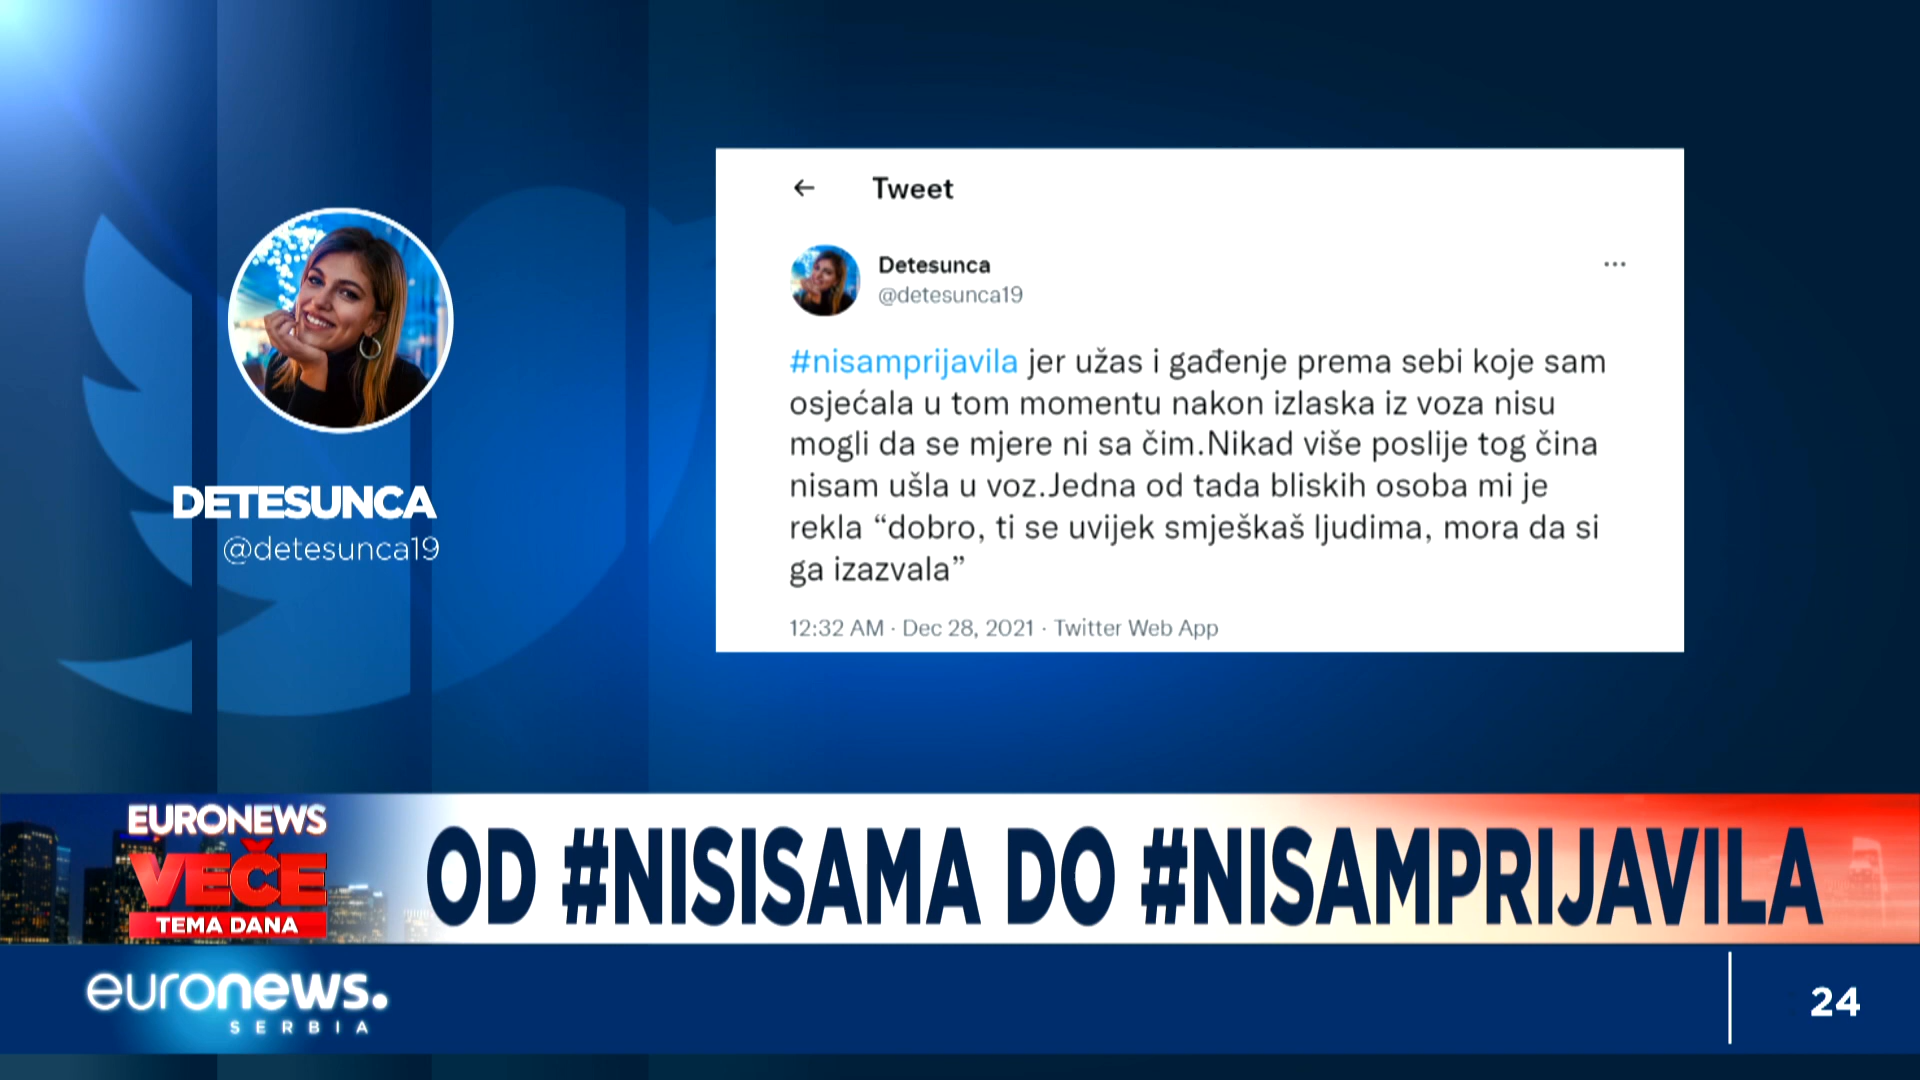 DETESUNCA
@detesunca19
← Tweet
Detesunca
...
@detesunca19
#nisamprijavila jer užas i gađenje prema sebi koje sam
osjećala u tom momentu nakon izlaska iz voza nisu
mogli da se mjere ni sa čim.Nikad više poslije tog čina
nisam ušla u voz.Jedna od tada bliskih osoba mi je
rekla “dobro, ti se uvijek smješkaš ljudima, mora da si
ga izazvala”
12:32 AM · Dec 28, 2021 · Twitter Web App
EURONEWS
VEČE
TEMA DANA
OD #NISISAMA DO #NISAMPRIJAVILA
euronews.
SERBIA
24